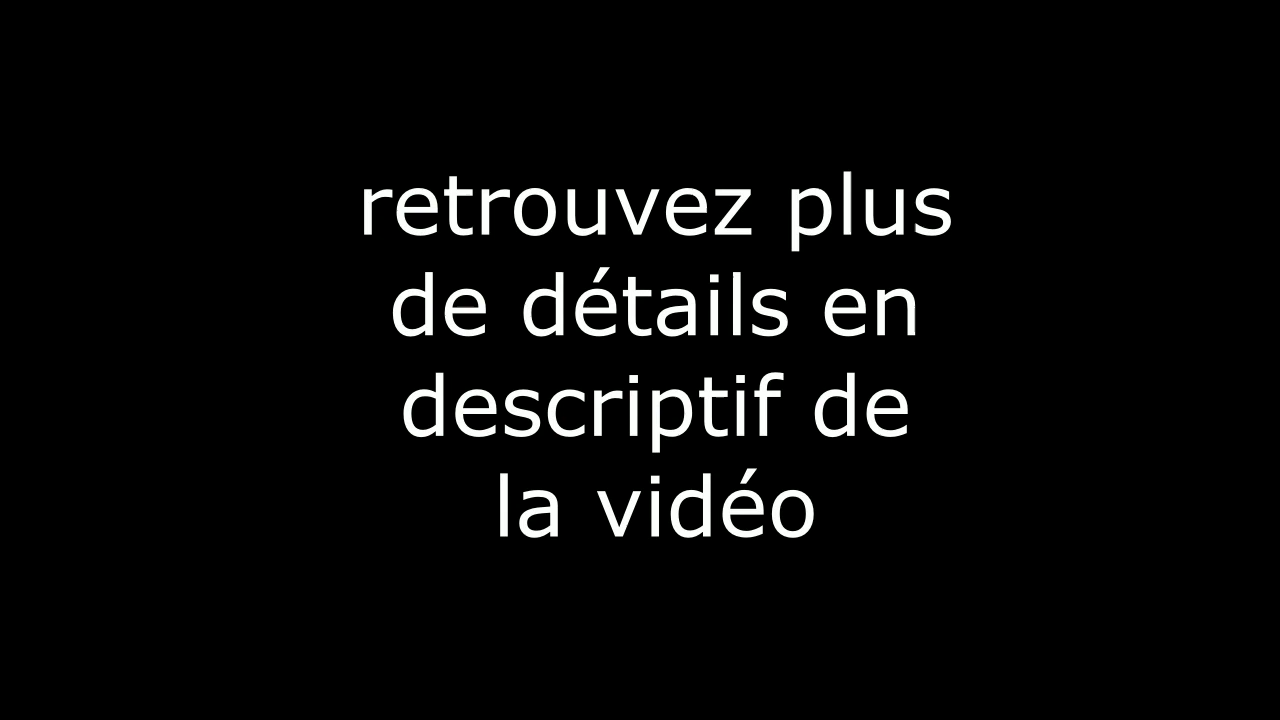 retrouvez plus
de détails en
descriptif de
la vidéo